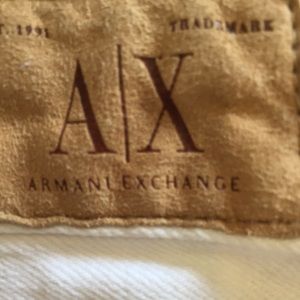 T. 1991 TRADEMARK
A|X
ARMANI EXCHANGE